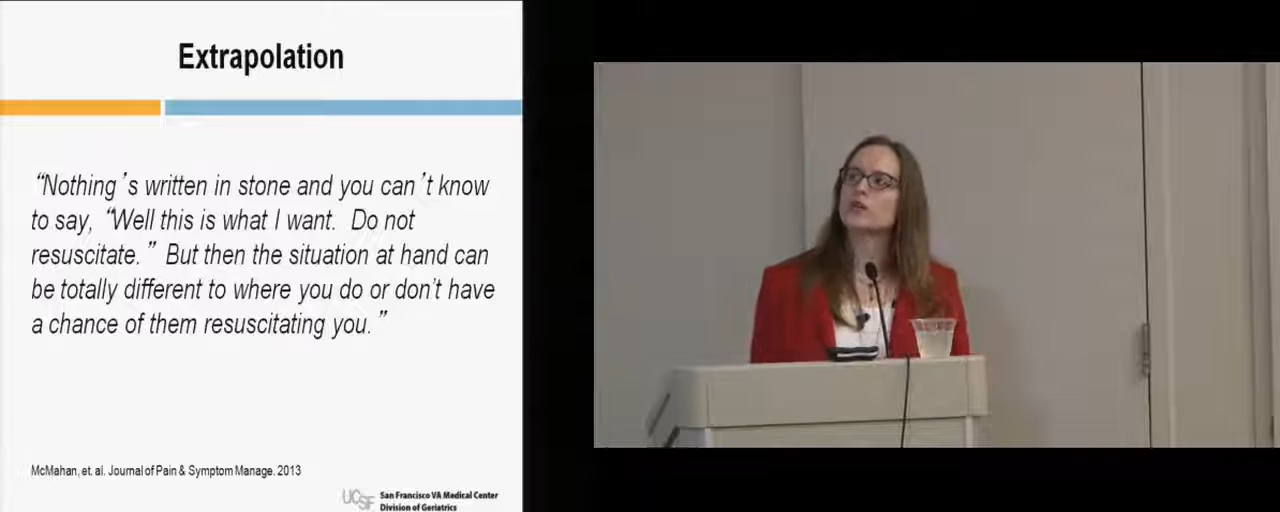 Extrapolation
“Nothing’s written in stone and you can’t know
to say, “Well this is what I want. Do not
resuscitate.” But then the situation at hand can
be totally different to where you do or don’t have
a chance of them resuscitating you.”
McMahan, et. al. Journal of Pain & Symptom Manage. 2013
UCSF
San Francisco VA Medical Center
Division of Geriatrics